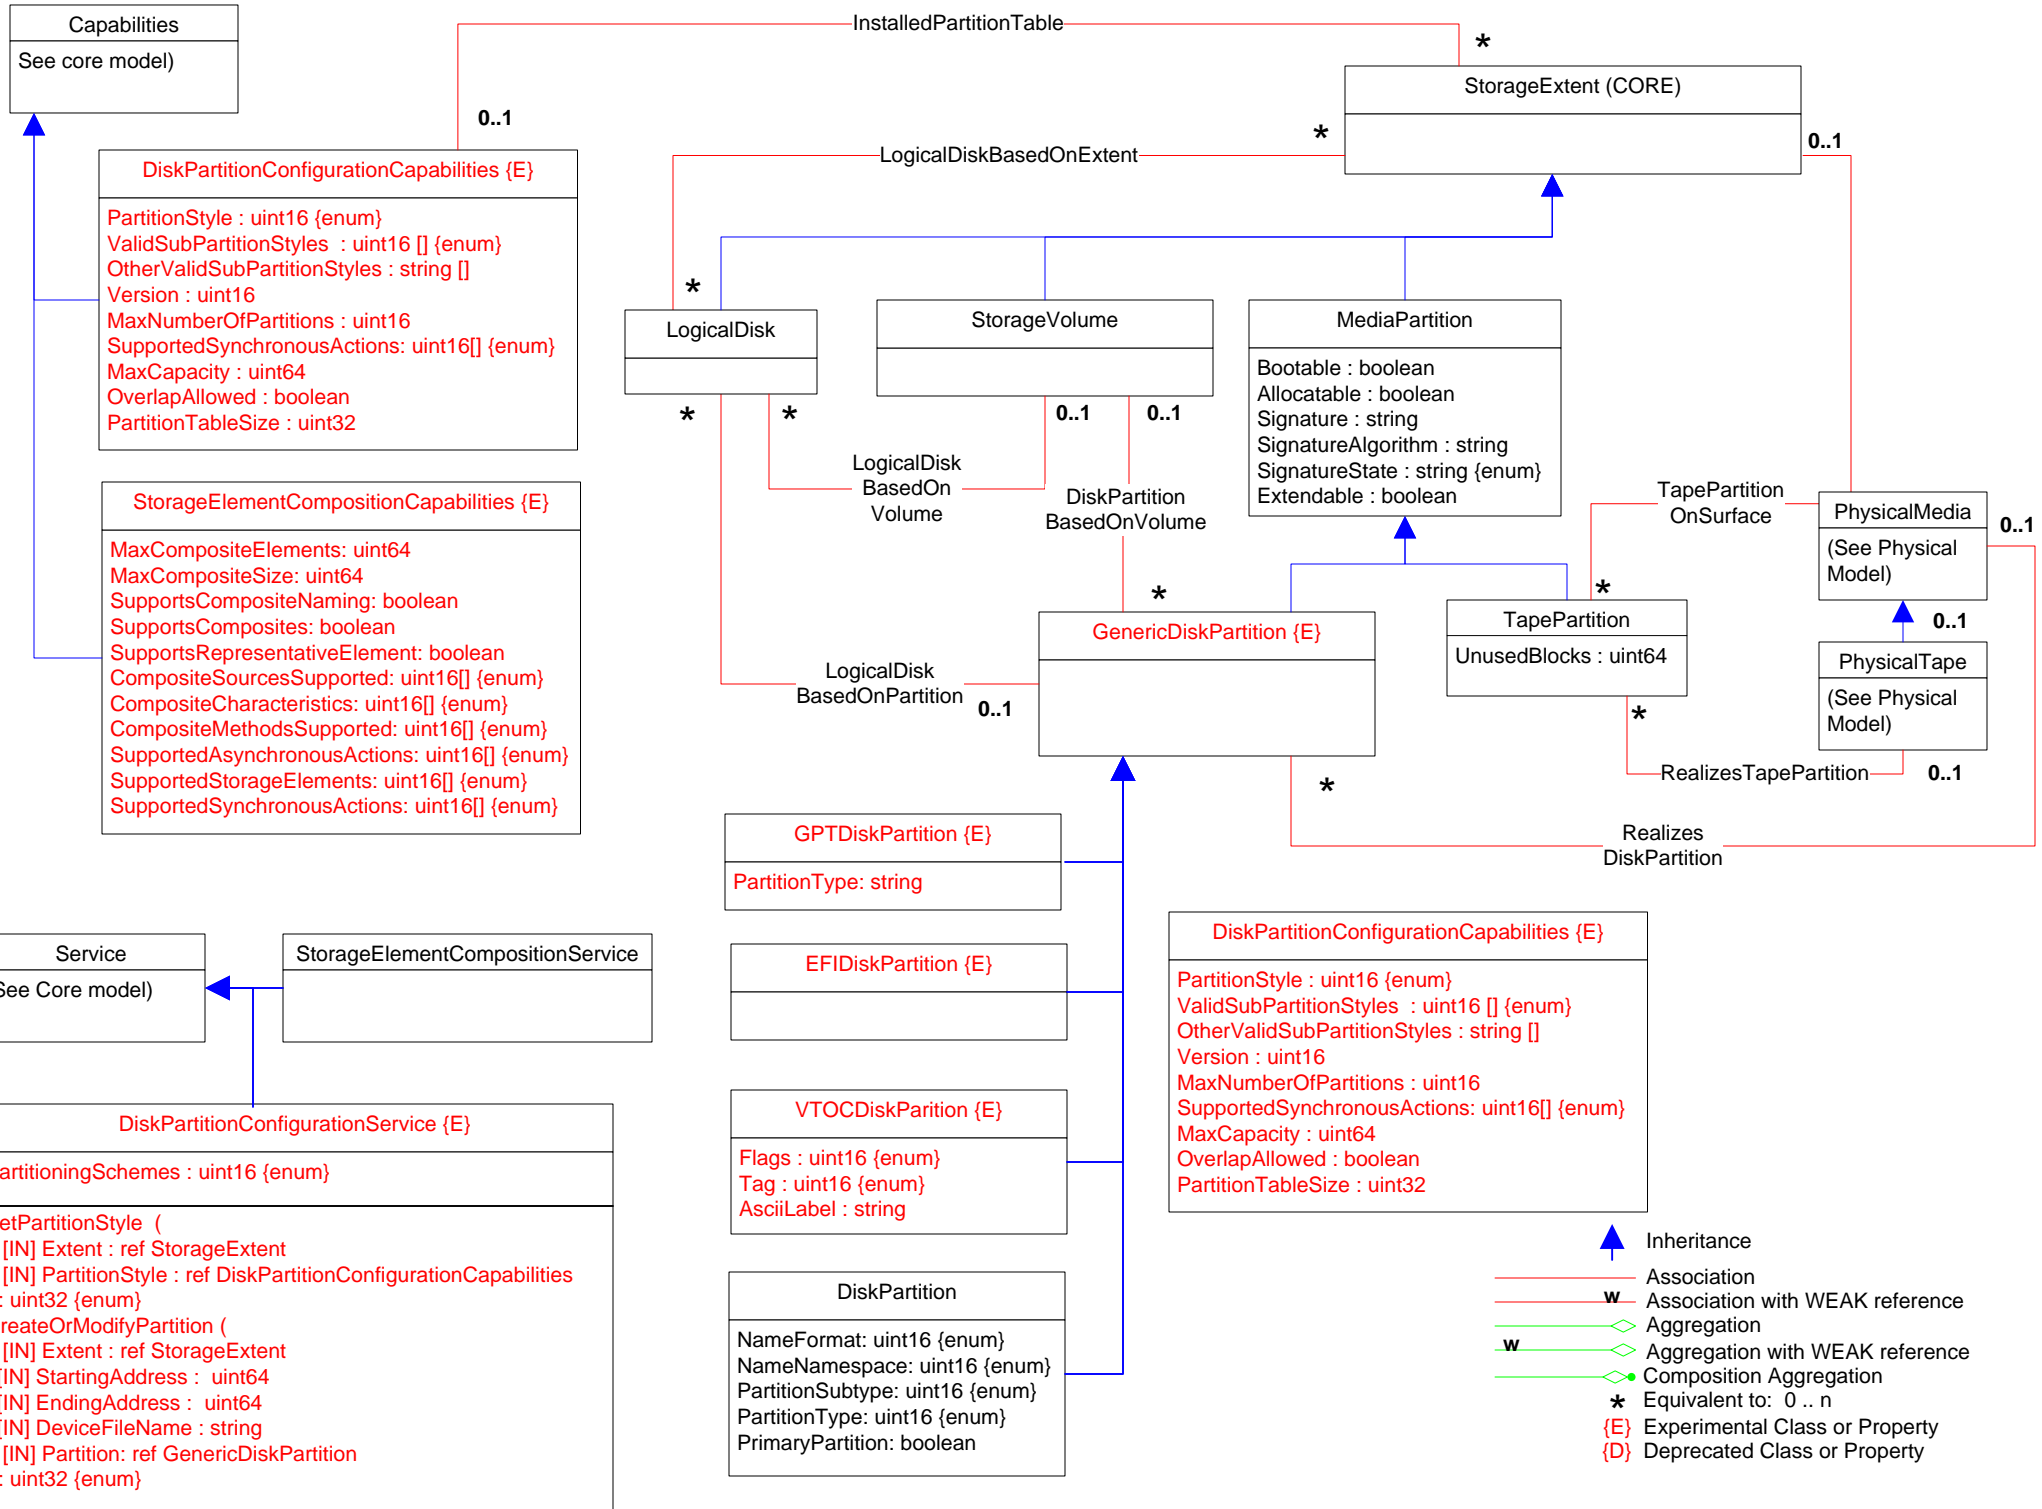 Capabilities
See core model)
InstalledPartitionTable
*
0..1
StorageExtent (CORE)
*
0..1
LogicalDiskBasedOnExtent
DiskPartitionConfigurationCapabilities {E}
PartitionStyle : uint16 {enum}
ValidSubPartitionStyles : uint16 [] {enum}
OtherValidSubPartitionStyles : string []
Version : uint16
MaxNumberOfPartitions : uint16
SupportedSynchronousActions: uint16[] {enum}
MaxCapacity : uint64
OverlapAllowed : boolean
PartitionTableSize : uint32
*
LogicalDisk
*
*
StorageVolume
0..1
0..1
MediaPartition
Bootable : boolean
Allocatable : boolean
Signature : string
SignatureAlgorithm : string
SignatureState : string {enum}
Extendable : boolean
LogicalDisk
BasedOn
Volume
DiskPartition
BasedOnVolume
TapePartition
OnSurface
PhysicalMedia
(See Physical
Model)
0..1
StorageElementCompositionCapabilities {E}
MaxCompositeElements: uint64
MaxCompositeSize: uint64
SupportsCompositeNaming: boolean
SupportsComposites: boolean
SupportsRepresentativeElement: boolean
CompositeSourcesSupported: uint16[] {enum}
CompositeCharacteristics: uint16[] {enum}
CompositeMethodsSupported: uint16[] {enum}
SupportedAsynchronousActions: uint16[] {enum}
SupportedStorageElements: uint16[] {enum}
SupportedSynchronousActions: uint16[] {enum}
*
GenericDiskPartition {E}
*
TapePartition
UnusedBlocks : uint64
*
0..1
PhysicalTape
(See Physical
Model)
LogicalDisk
BasedOnPartition
0..1
RealizesTapePartition
0..1
*
Realizes
DiskPartition
GPTDiskPartition {E}
PartitionType: string
EFIDiskPartition {E}
VTOCDiskParition {E}
Flags : uint16 {enum}
Tag : uint16 {enum}
AsciiLabel : string
DiskPartition
NameFormat: uint16 {enum}
NameNamespace: uint16 {enum}
PartitionSubtype: uint16 {enum}
PartitionType: uint16 {enum}
PrimaryPartition: boolean
Service
See Core model)
StorageElementCompositionService
DiskPartitionConfigurationService {E}
artitioningSchemes : uint16 {enum}
etPartitionStyle (
[IN] Extent : ref StorageExtent
[IN] PartitionStyle : ref DiskPartitionConfigurationCapabilities
: uint32 {enum}
reateOrModifyPartition (
[IN] Extent : ref StorageExtent
[IN] StartingAddress : uint64
[IN] EndingAddress : uint64
[IN] DeviceFileName : string
[IN] Partition: ref GenericDiskPartition
: uint32 {enum}
DiskPartitionConfigurationCapabilities {E}
PartitionStyle : uint16 {enum}
ValidSubPartitionStyles : uint16 [] {enum}
OtherValidSubPartitionStyles : string []
Version : uint16
MaxNumberOfPartitions : uint16
SupportedSynchronousActions: uint16[] {enum}
MaxCapacity : uint64
OverlapAllowed : boolean
PartitionTableSize : uint32
Inheritance
Association
w Association with WEAK reference
Aggregation
w Aggregation with WEAK reference
Composition Aggregation
* Equivalent to: 0 .. n
{E} Experimental Class or Property
{D} Deprecated Class or Property